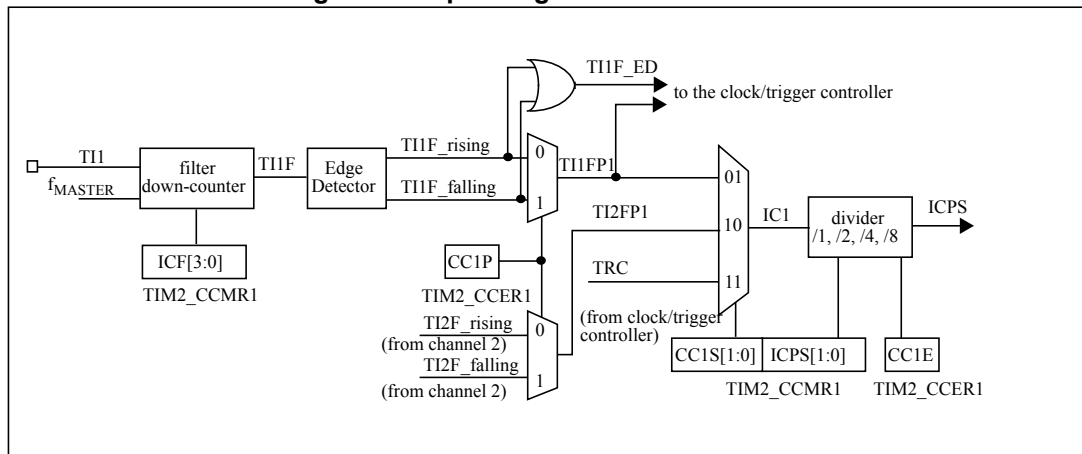 TI1F_ED
to the clock/trigger controller
TI1
f_MASTER
filter
down-counter
TI1F
Edge
Detector
TI1F_rising
TI1F_falling
0
1
TI1FP1
01
10
11
TI2FP1
TRC
IC1
divider
/1, /2, /4, /8
ICPS
ICF[3:0]
TIM2_CCMR1
CC1P
TIM2_CCER1
TI2F_rising
(from channel 2)
TI2F_falling
(from channel 2)
0
1
(from clock/trigger
controller)
CC1S[1:0]
ICPS[1:0]
TIM2_CCMR1
CC1E
TIM2_CCER1